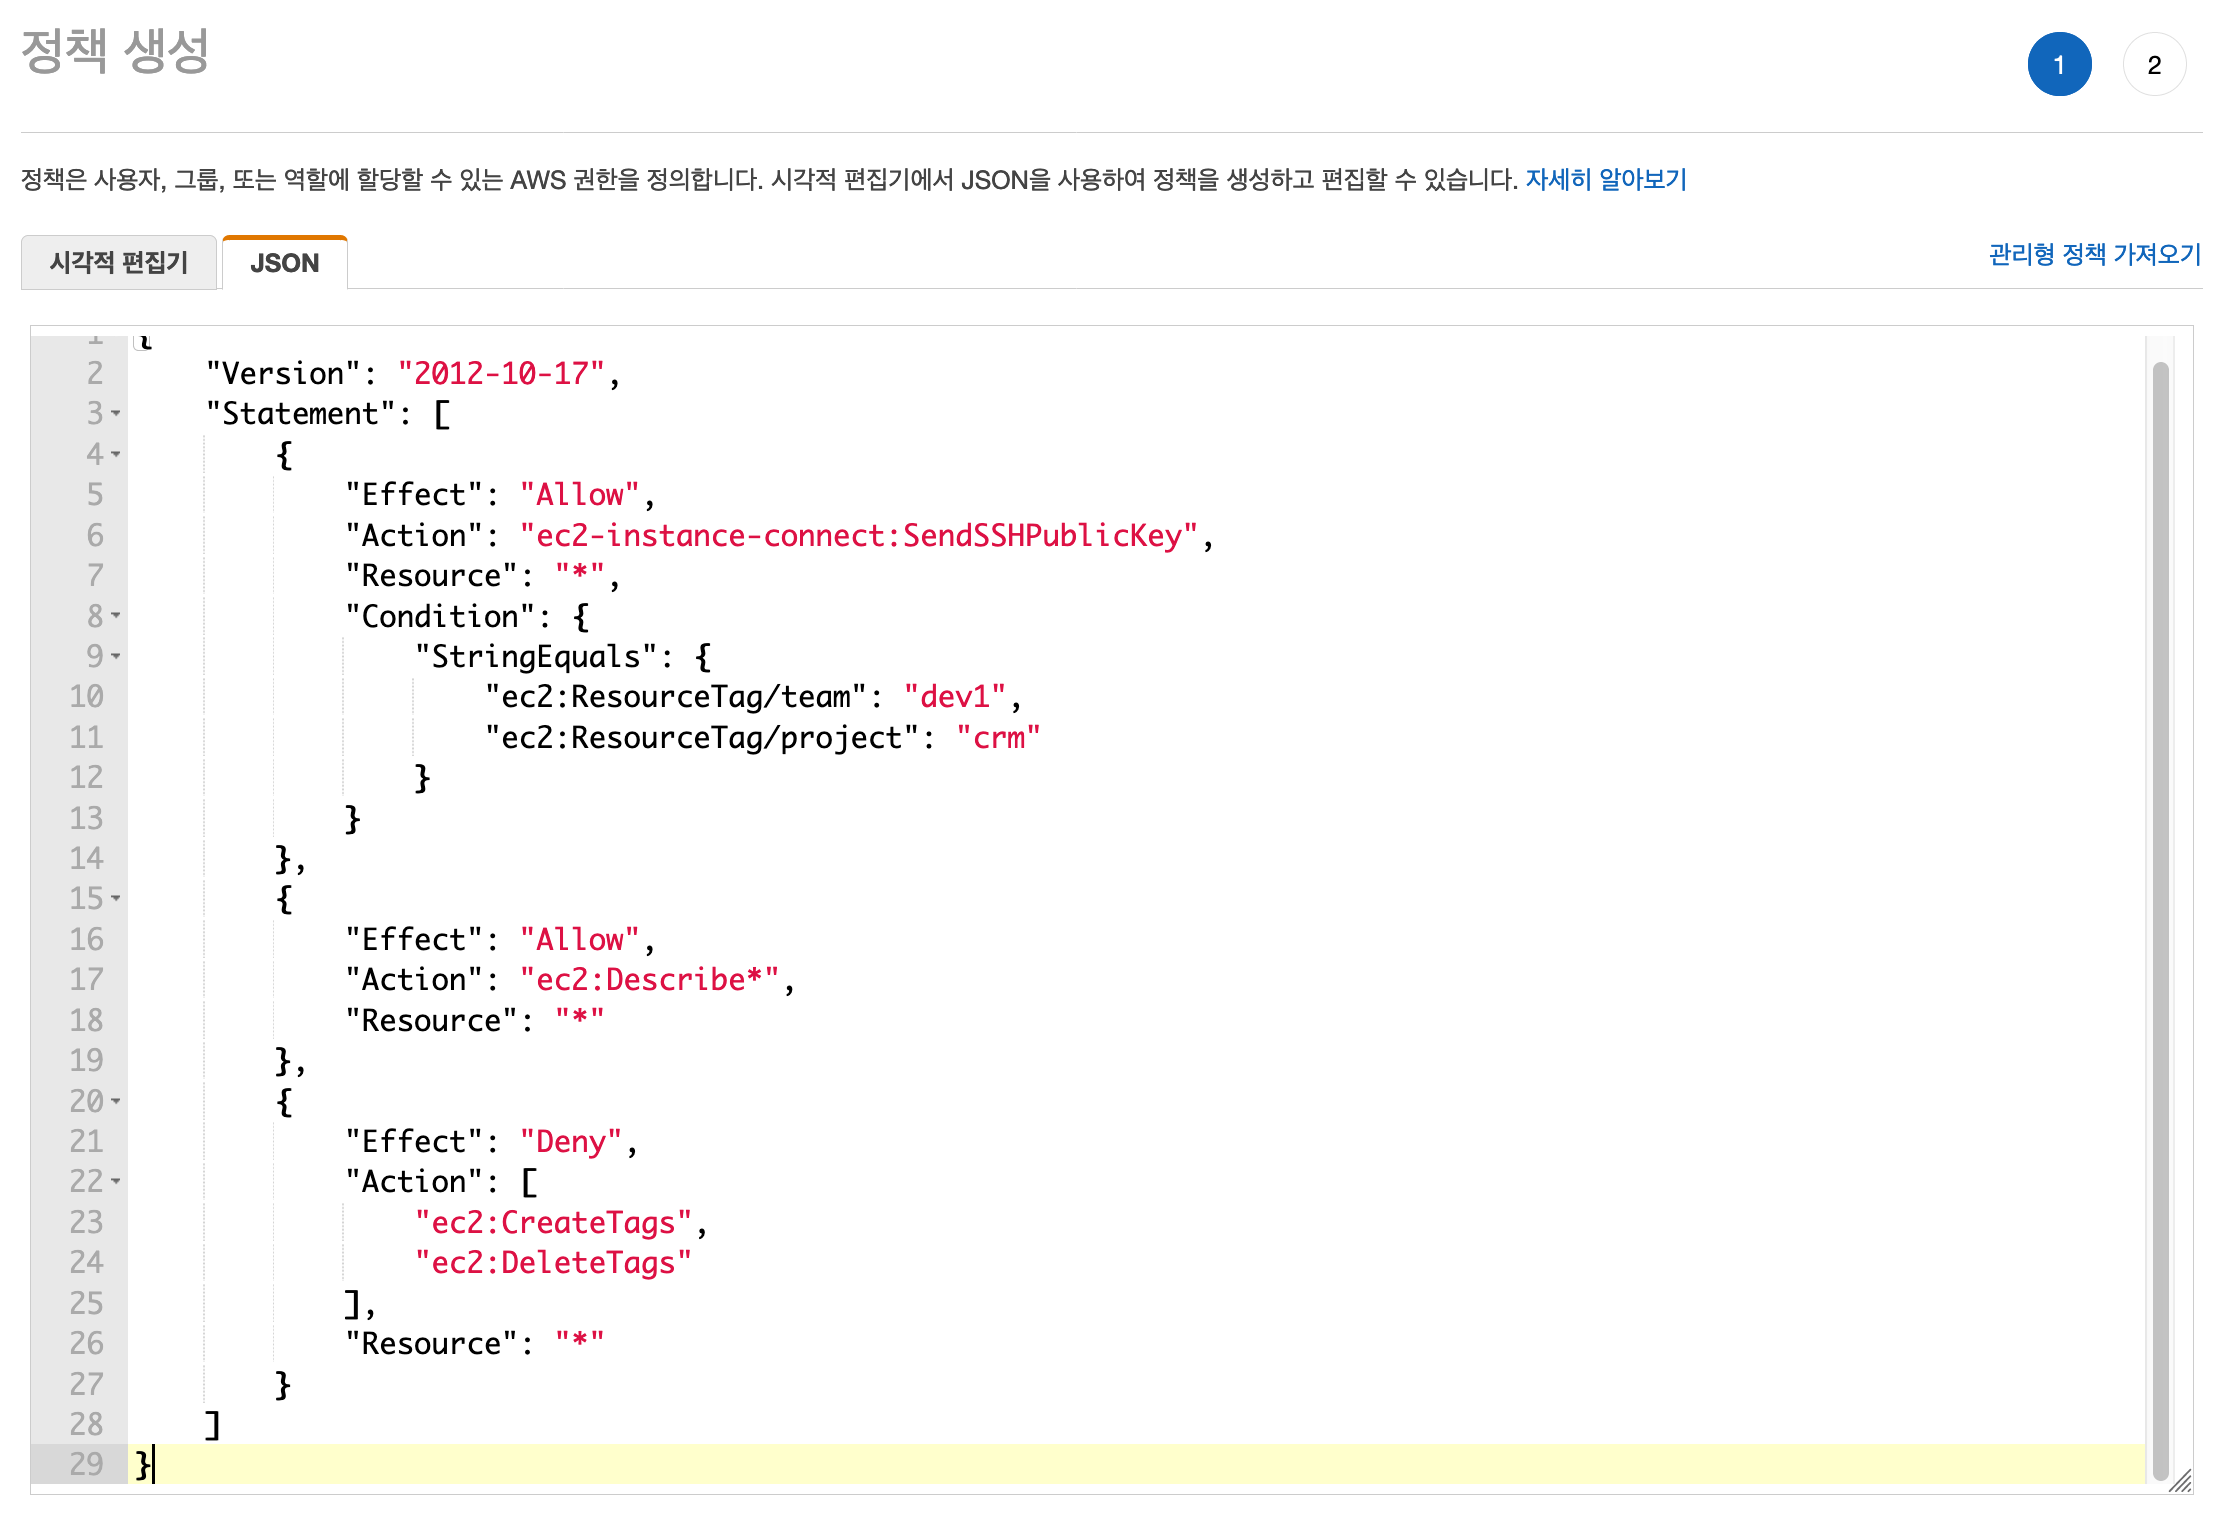 정책 생성
1 2
정책은 사용자, 그룹, 또는 역할에 할당할 수 있는 AWS 권한을 정의합니다. 시각적 편집기에서 JSON을 사용하여 정책을 생성하고 편집할 수 있습니다. 자세히 알아보기
시각적 편집기 JSON 관리형 정책 가져오기
1 {
2     "Version": "2012-10-17",
3     "Statement": [
4         {
5             "Effect": "Allow",
6             "Action": "ec2-instance-connect:SendSSHPublicKey",
7             "Resource": "*",
8             "Condition": {
9                 "StringEquals": {
10                     "ec2:ResourceTag/team": "dev1",
11                     "ec2:ResourceTag/project": "crm"
12                 }
13             }
14         },
15         {
16             "Effect": "Allow",
17             "Action": "ec2:Describe*",
18             "Resource": "*"
19         },
20         {
21             "Effect": "Deny",
22             "Action": [
23                 "ec2:CreateTags",
24                 "ec2:DeleteTags"
25             ],
26             "Resource": "*"
27         }
28     ]
29 }